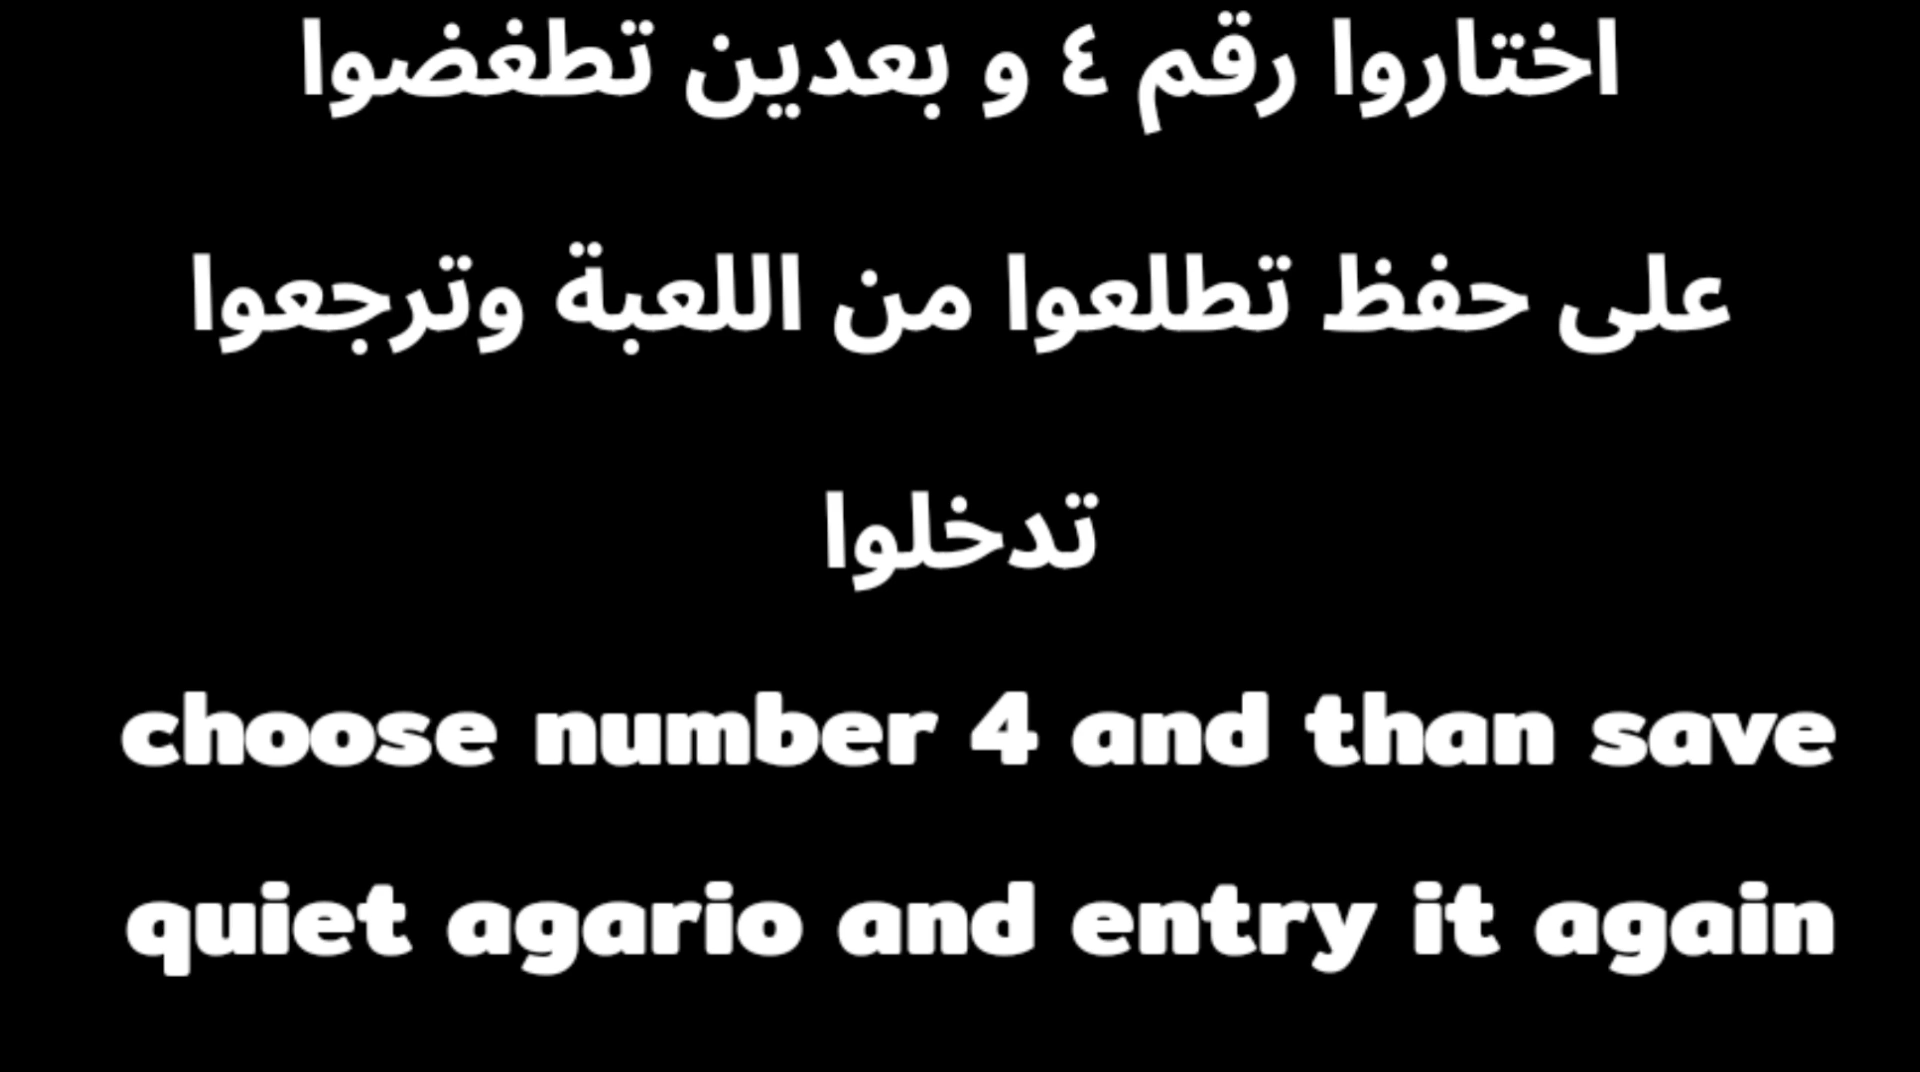 اختاروا رقم ٤ و بعدين تطغضوا
على حفظ تطلعوا من اللعبة وترجعوا
تدخلوا
choose number 4 and than save
quiet agario and entry it again